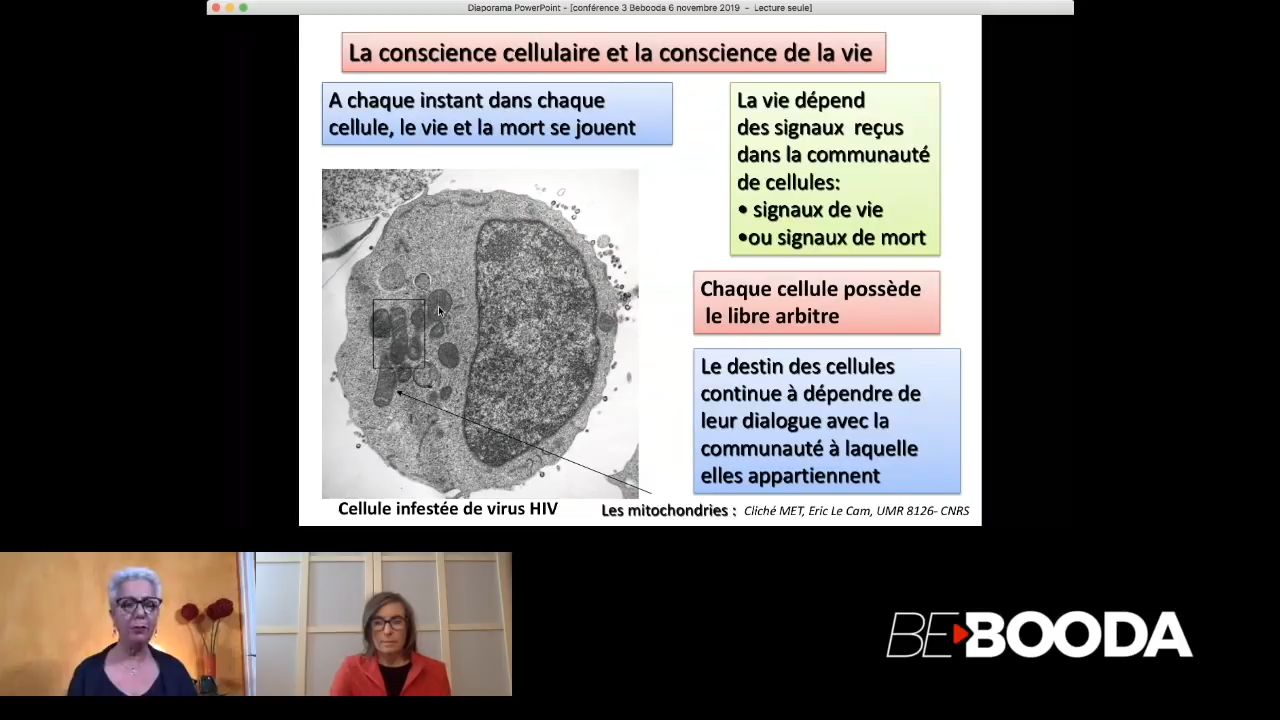 Diaporama PowerPoint - [conférence 3 Bebooda 6 novembre 2019 - Lecture seule]
La conscience cellulaire et la conscience de la vie
A chaque instant dans chaque
cellule, le vie et la mort se jouent
La vie dépend
des signaux reçus
dans la communauté
de cellules:
• signaux de vie
•ou signaux de mort
Chaque cellule possède
le libre arbitre
Le destin des cellules
continue à dépendre de
leur dialogue avec la
communauté à laquelle
elles appartiennent
Cellule infestée de virus HIV
Les mitochondries : Cliché MET, Eric Le Cam, UMR 8126- CNRS
BEBOODA